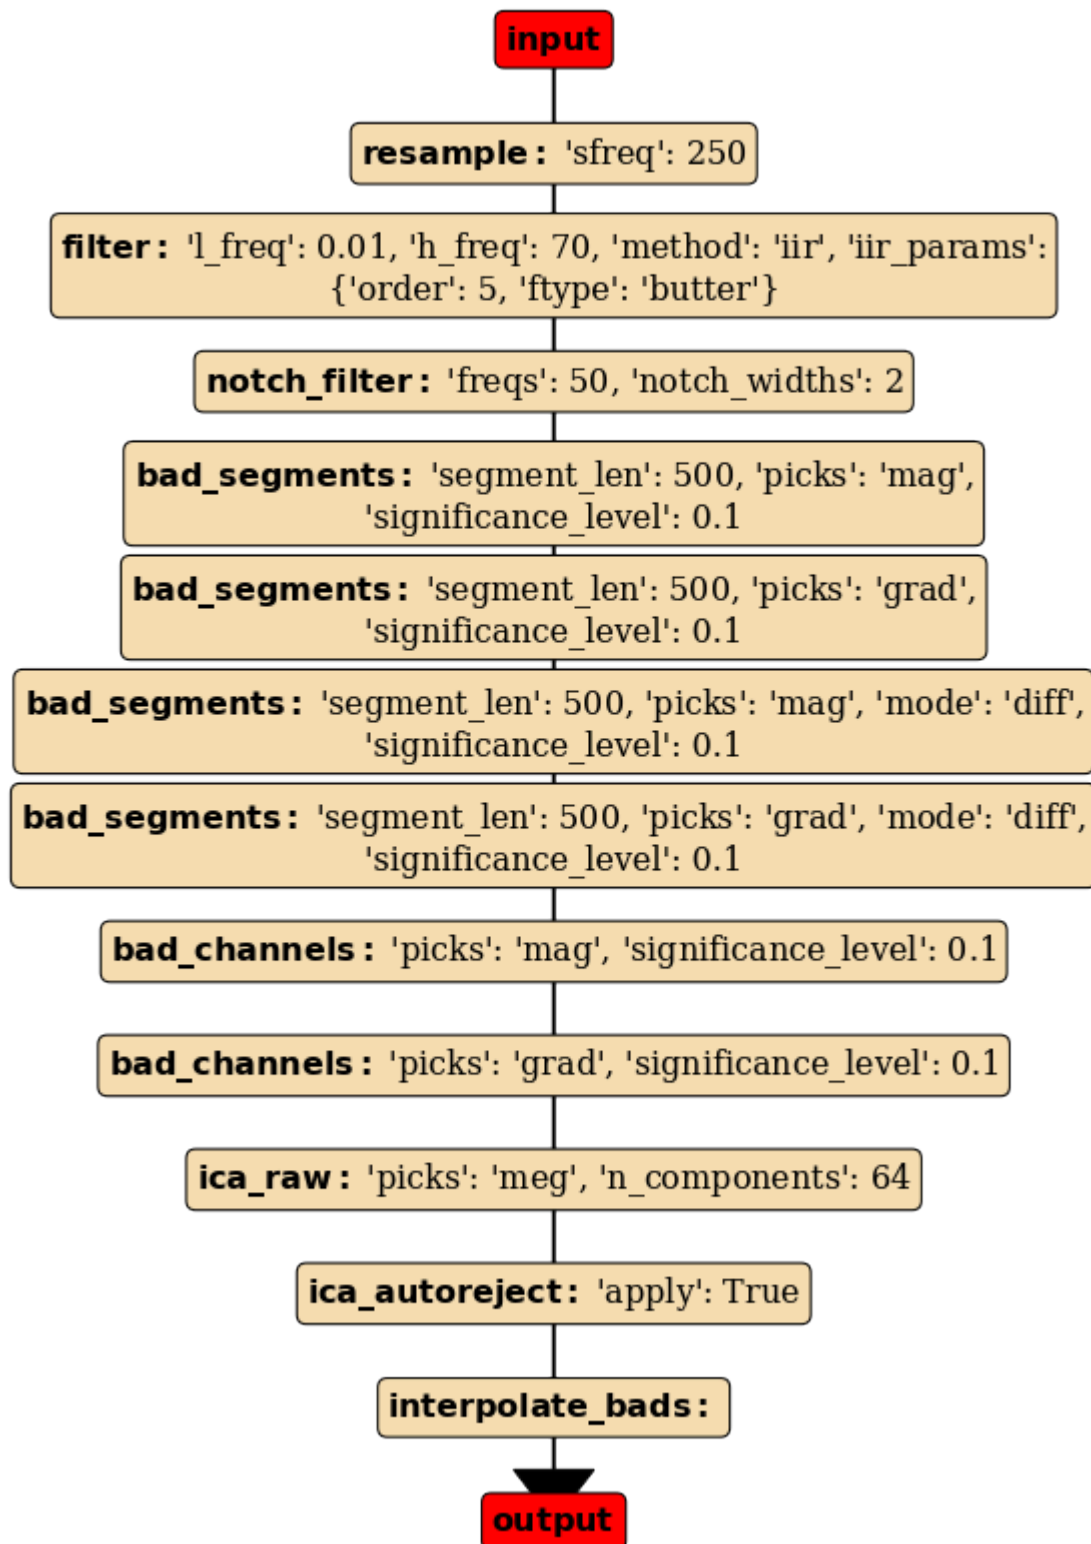 input
resample: 'sfreq': 250
filter: 'l_freq': 0.01, 'h_freq': 70, 'method': 'iir', 'iir_params':
{'order': 5, 'ftype': 'butter'}
notch_filter: 'freqs': 50, 'notch_widths': 2
bad_segments: 'segment_len': 500, 'picks': 'mag',
'significance_level': 0.1
bad_segments: 'segment_len': 500, 'picks': 'grad',
'significance_level': 0.1
bad_segments: 'segment_len': 500, 'picks': 'mag', 'mode': 'diff',
'significance_level': 0.1
bad_segments: 'segment_len': 500, 'picks': 'grad', 'mode': 'diff',
'significance_level': 0.1
bad_channels: 'picks': 'mag', 'significance_level': 0.1
bad_channels: 'picks': 'grad', 'significance_level': 0.1
ica_raw: 'picks': 'meg', 'n_components': 64
ica_autoreject: 'apply': True
interpolate_bads:
output